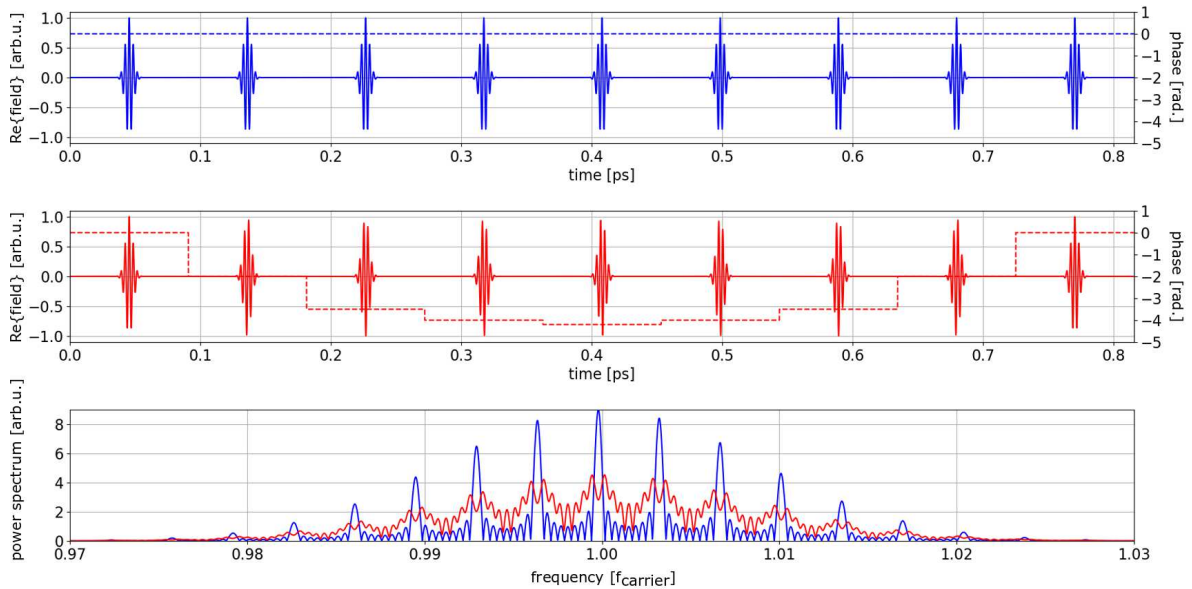 Re{field} [arb.u.]
1.0
0.5
0.0
−0.5
−1.0
0.0 0.1 0.2 0.3 0.4 0.5 0.6 0.7 0.8
time [ps]
1
0
−1
−2
−3
−4
−5
phase [rad.]
Re{field} [arb.u.]
1.0
0.5
0.0
−0.5
−1.0
0.0 0.1 0.2 0.3 0.4 0.5 0.6 0.7 0.8
time [ps]
1
0
−1
−2
−3
−4
−5
phase [rad.]
power spectrum [arb.u.]
8
6
4
2
0
0.97 0.98 0.99 1.00 1.01 1.02 1.03
frequency [fcarrier]